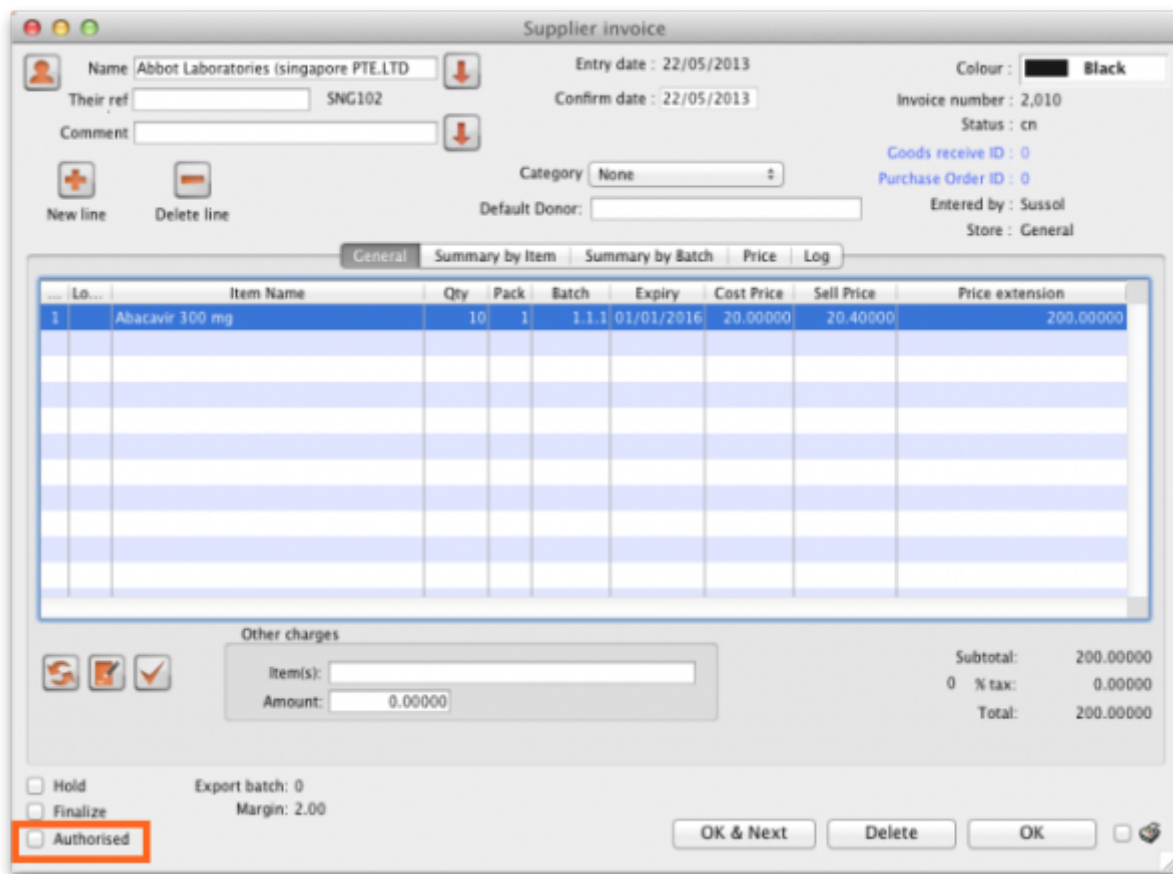 Supplier invoice
Name Abbot Laboratories (singapore PTE.LTD
Entry date : 22/05/2013
Colour : Black
Their ref SNG102
Confirm date : 22/05/2013
Invoice number : 2,010
Comment
Status : cn
Goods receive ID : 0
Category None
Purchase Order ID : 0
New line Delete line
Default Donor:
Entered by : Sussol
Store : General
General Summary by Item Summary by Batch Price Log
... Lo... Item Name Qty Pack Batch Expiry Cost Price Sell Price Price extension
1 Abacavir 300 mg 10 1 1.1.1 01/01/2016 20.00000 20.40000 200.00000
Other charges
Item(s):
Subtotal: 200.00000
0 % tax: 0.00000
Amount: 0.00000
Total: 200.00000
Hold Export batch: 0
Finalize Margin: 2.00
Authorised
OK & Next Delete OK